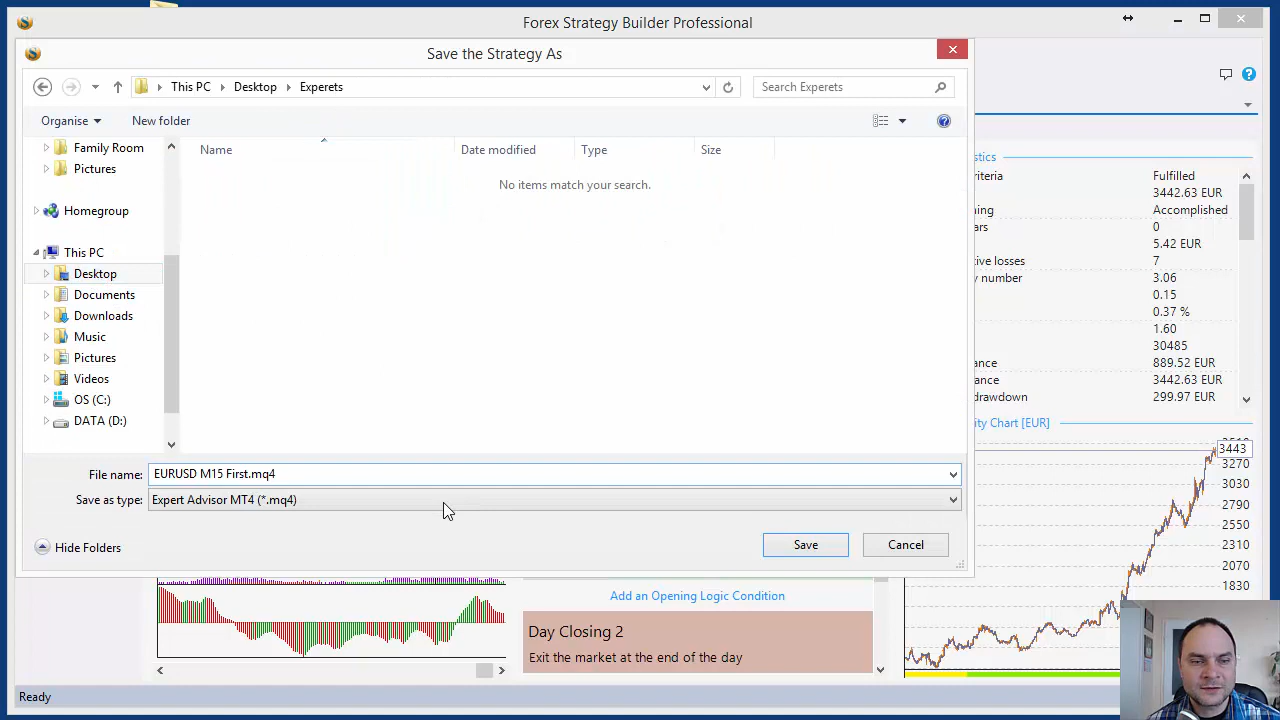 Forex Strategy Builder Professional
Save the Strategy As
This PC Desktop Experets
Search Experets
Organise New folder
Name Date modified Type Size
No items match your search.
Family Room
Pictures
Homegroup
This PC
Desktop
Documents
Downloads
Music
Pictures
Videos
OS (C:)
DATA (D:)
File name: EURUSD M15 First.mq4
Save as type: Expert Advisor MT4 (*.mq4)
Hide Folders
Save Cancel
stics
riteria Fulfilled
3442.63 EUR
ning Accomplished
ars 0
5.42 EUR
tive losses 7
y number 3.06
0.15
0.37 %
1.60
30485
ance 889.52 EUR
ance 3442.63 EUR
drawdown 299.97 EUR
ity Chart [EUR]
3443
3270
3030
2790
2550
2310
2070
1830
Add an Opening Logic Condition
Day Closing 2
Exit the market at the end of the day
Ready